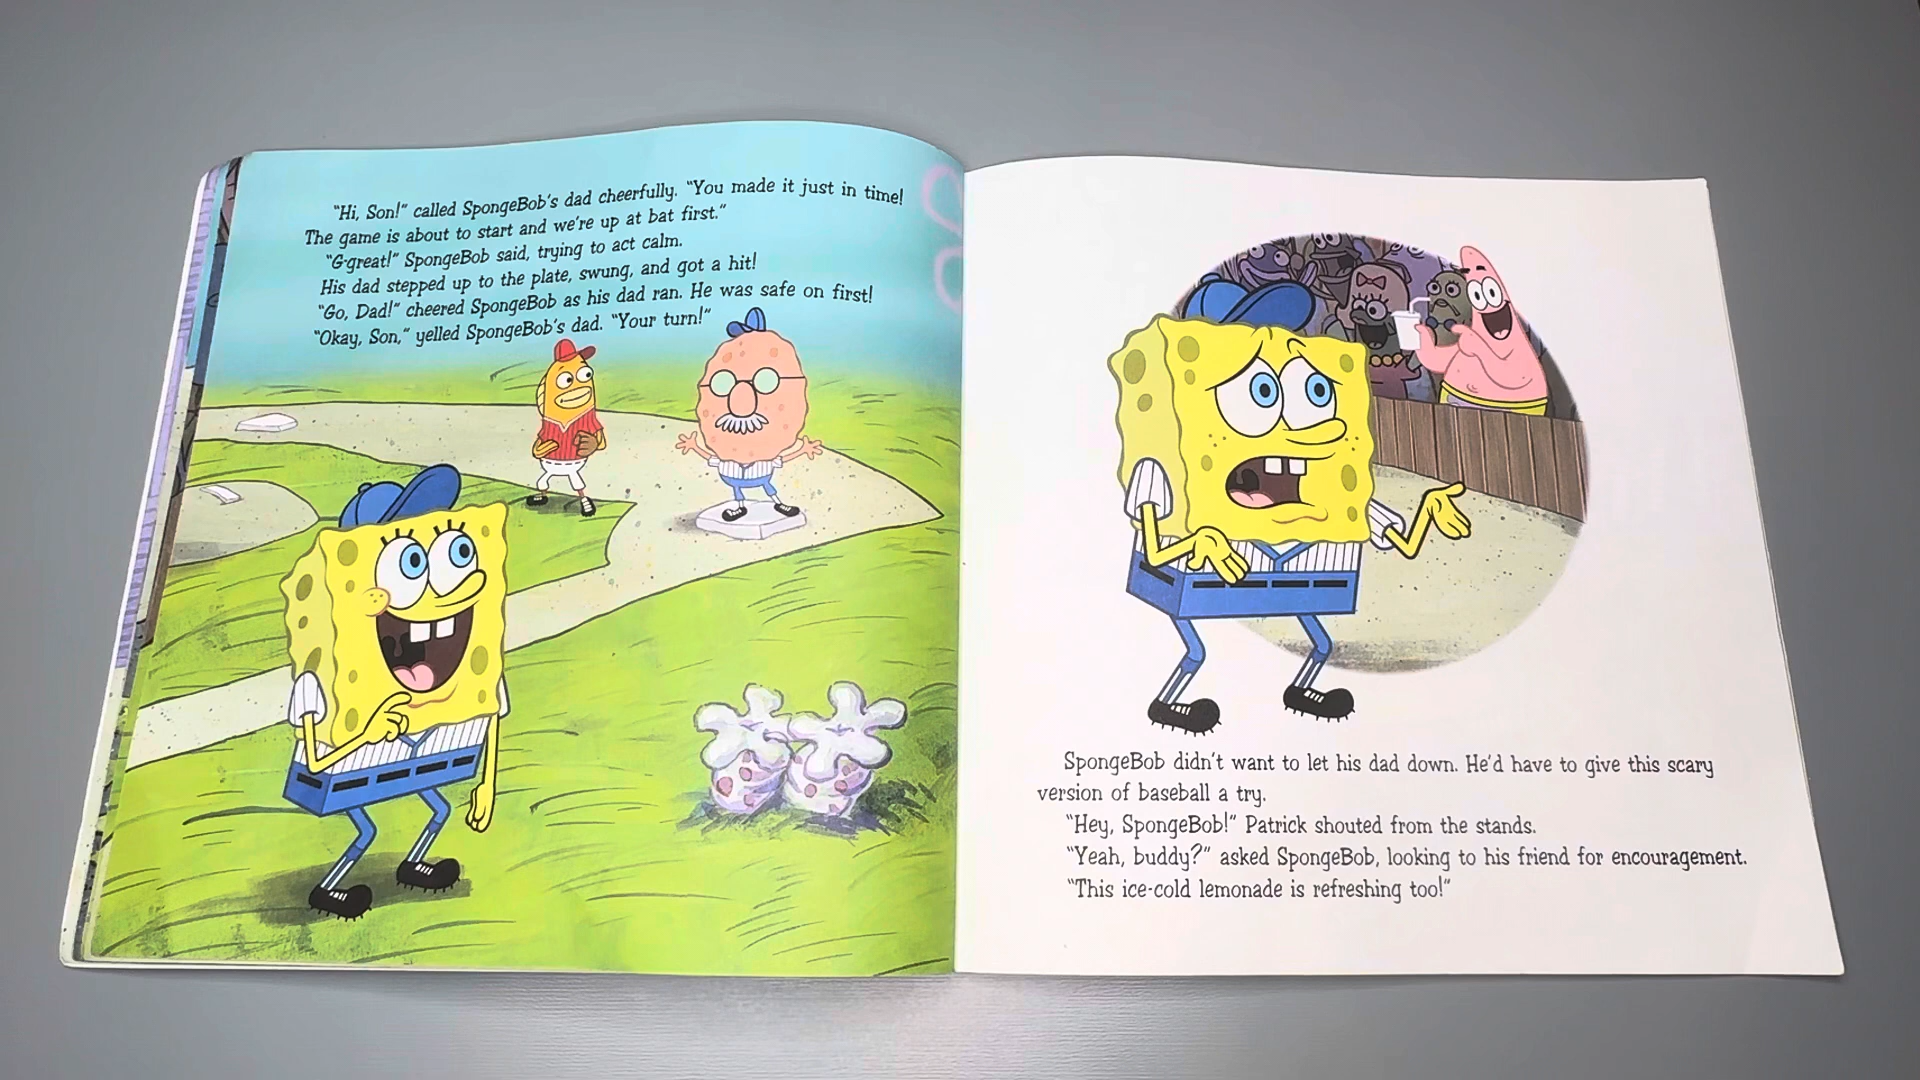 "Hi, Son!" called SpongeBob's dad cheerfully. "You made it just in time!
The game is about to start and we're up at bat first."
"G-great!" SpongeBob said, trying to act calm.
His dad stepped up to the plate, swung, and got a hit!
"Go, Dad!" cheered SpongeBob as his dad ran. He was safe on first!
"Okay, Son," yelled SpongeBob's dad. "Your turn!"
SpongeBob didn't want to let his dad down. He'd have to give this scary
version of baseball a try.
"Hey, SpongeBob!" Patrick shouted from the stands.
"Yeah, buddy?" asked SpongeBob, looking to his friend for encouragement.
"This ice-cold lemonade is refreshing too!"